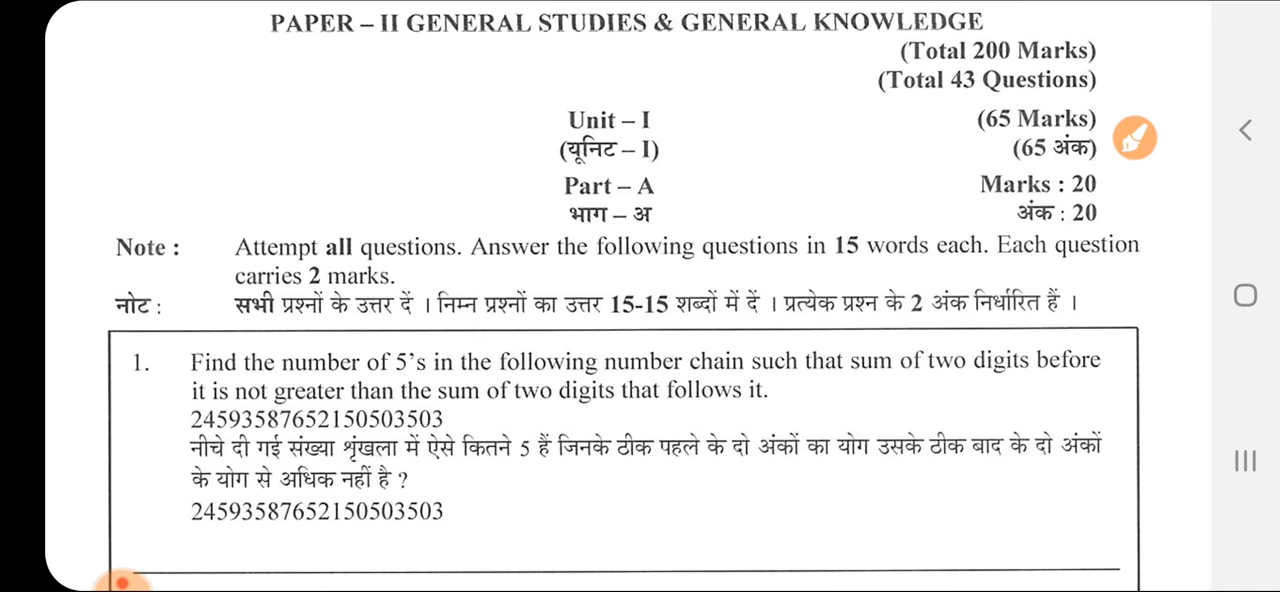 PAPER – II GENERAL STUDIES & GENERAL KNOWLEDGE
(Total 200 Marks)
(Total 43 Questions)
Unit – I (65 Marks)
(यूनिट – I) (65 अंक)
Part – A Marks : 20
भाग – अ अंक : 20
Note : Attempt all questions. Answer the following questions in 15 words each. Each question
carries 2 marks.
नोट : सभी प्रश्नों के उत्तर दें । निम्न प्रश्नों का उत्तर 15-15 शब्दों में दें । प्रत्येक प्रश्न के 2 अंक निर्धारित हैं ।
1. Find the number of 5's in the following number chain such that sum of two digits before
it is not greater than the sum of two digits that follows it.
24593587652150503503
नीचे दी गई संख्या शृंखला में ऐसे कितने 5 हैं जिनके ठीक पहले के दो अंकों का योग उसके ठीक बाद के दो अंकों
के योग से अधिक नहीं है ?
24593587652150503503